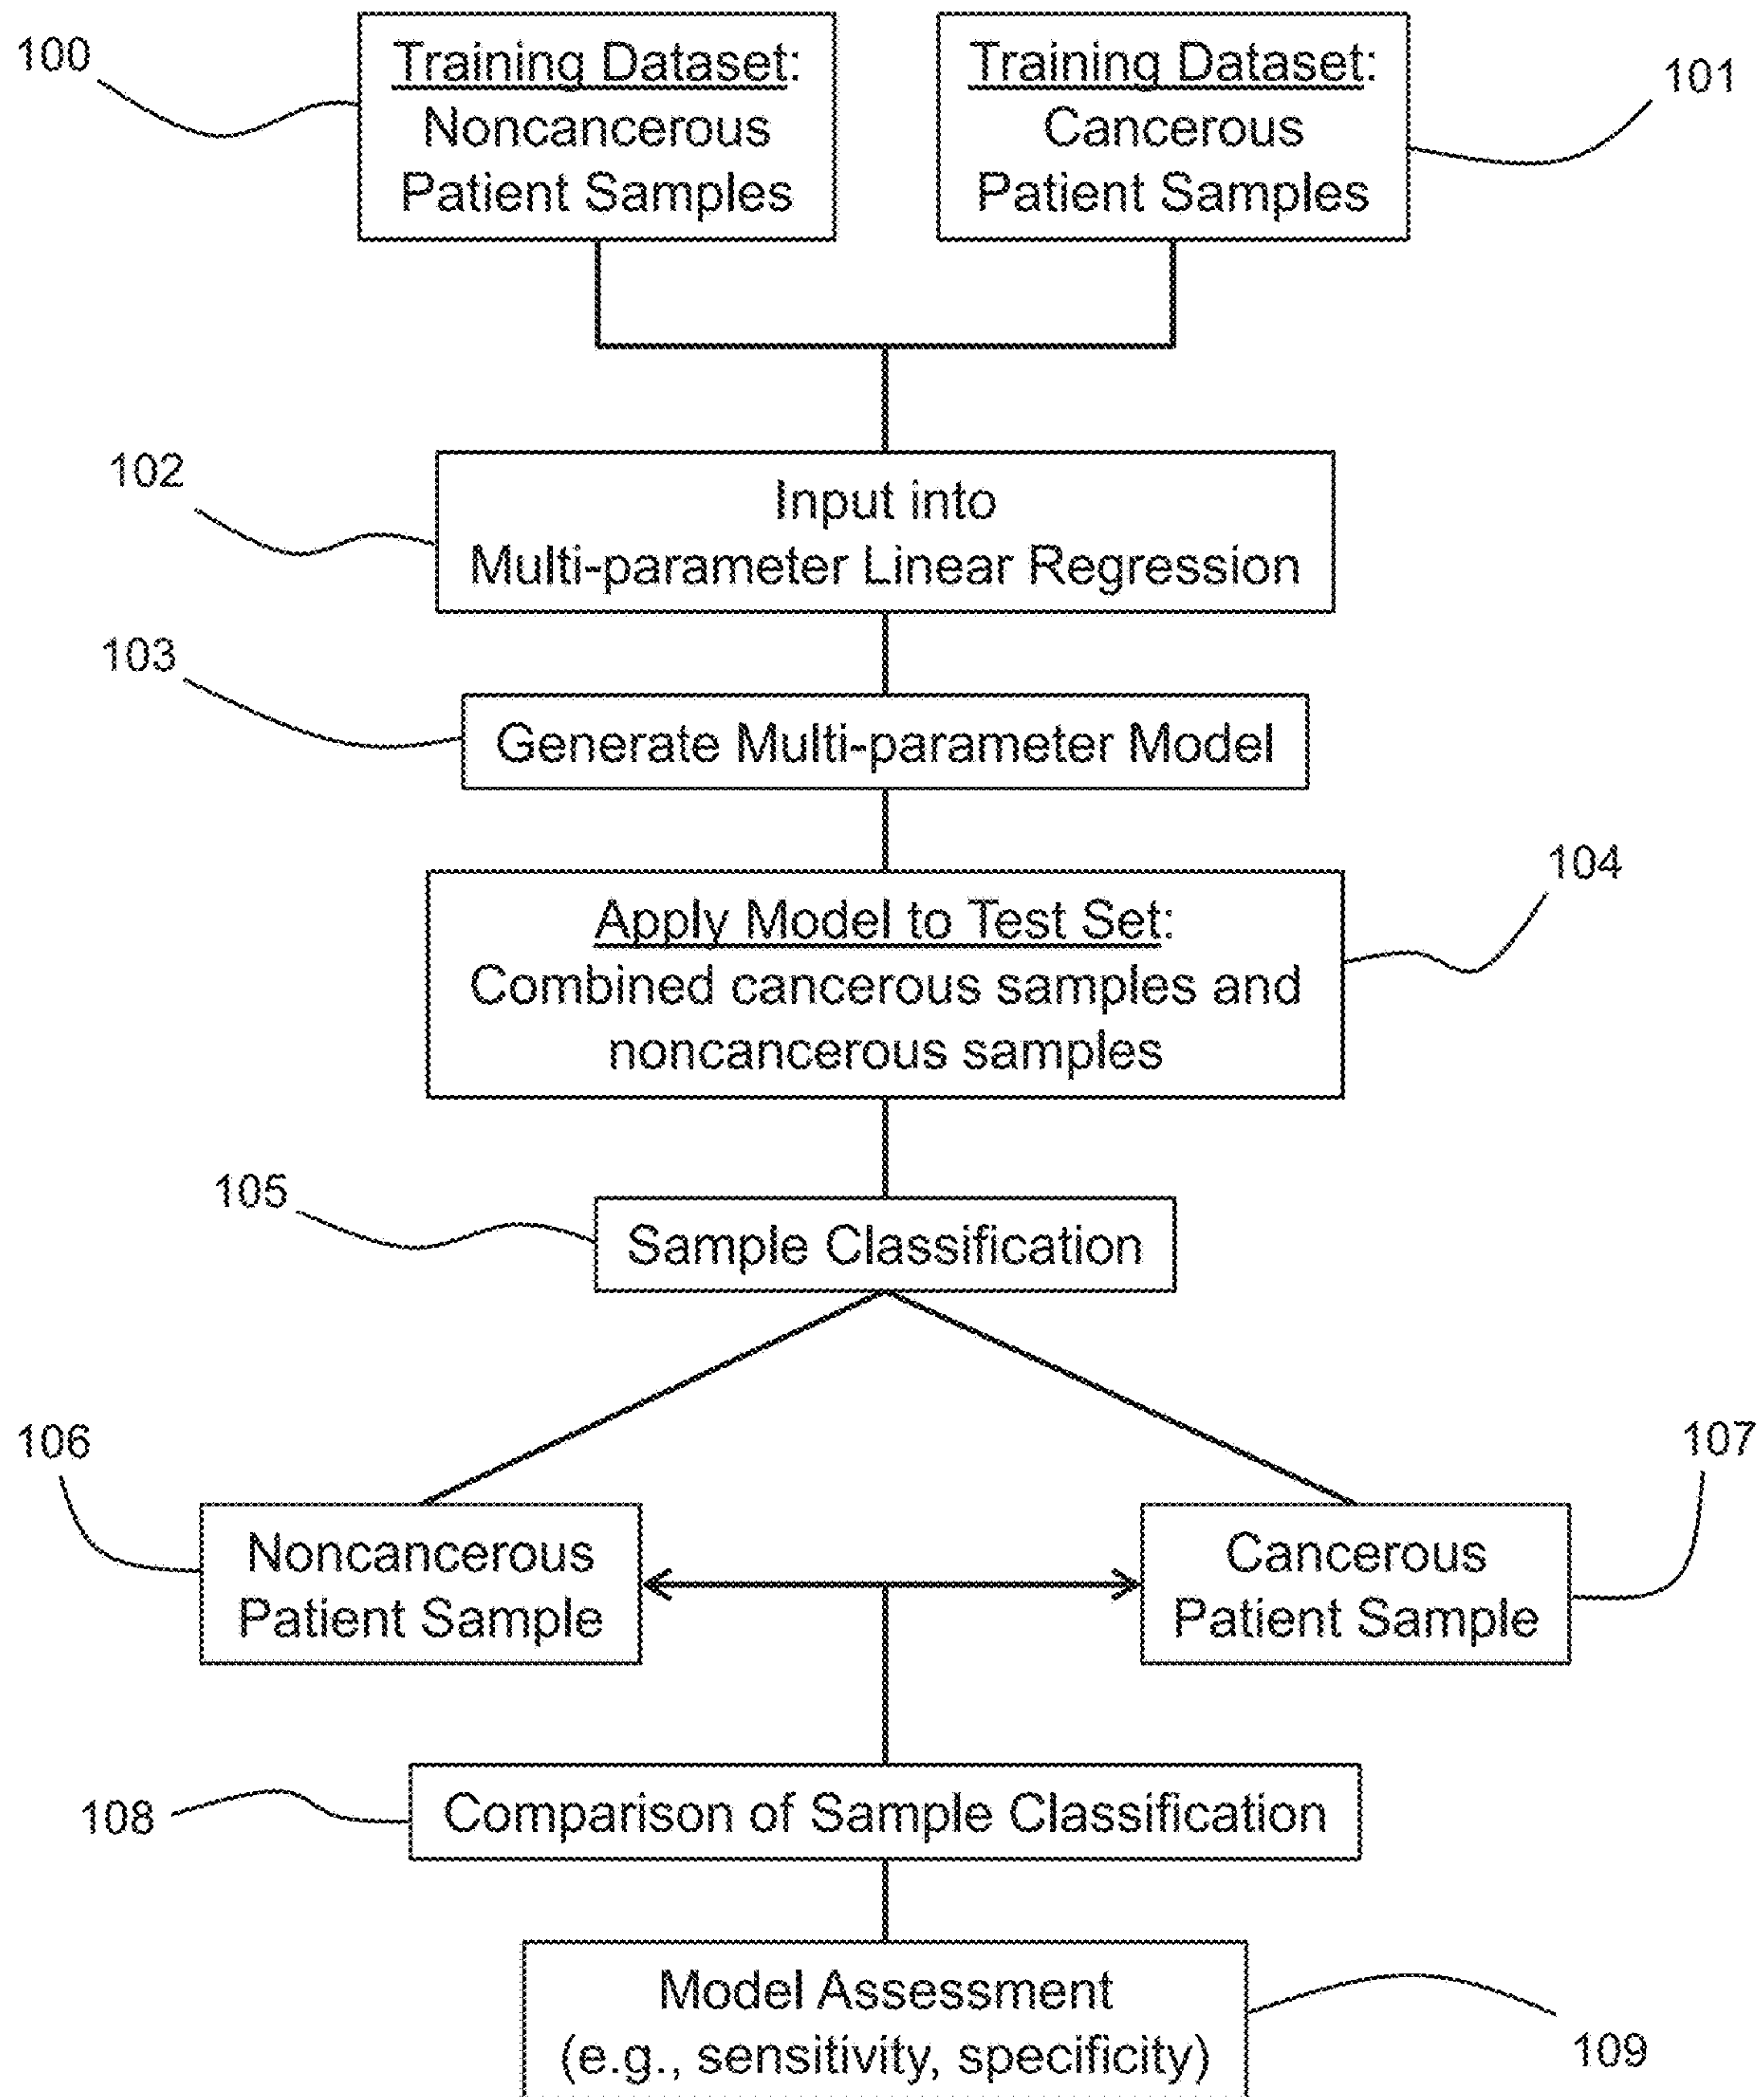 100
Training Dataset:
Noncancerous
Patient Samples
Training Dataset:
Cancerous
Patient Samples
101
102
Input into
Multi-parameter Linear Regression
103
Generate Multi-parameter Model
104
Apply Model to Test Set:
Combined cancerous samples and
noncancerous samples
105
Sample Classification
106
Noncancerous
Patient Sample
107
Cancerous
Patient Sample
108
Comparison of Sample Classification
Model Assessment
(e.g., sensitivity, specificity)
109